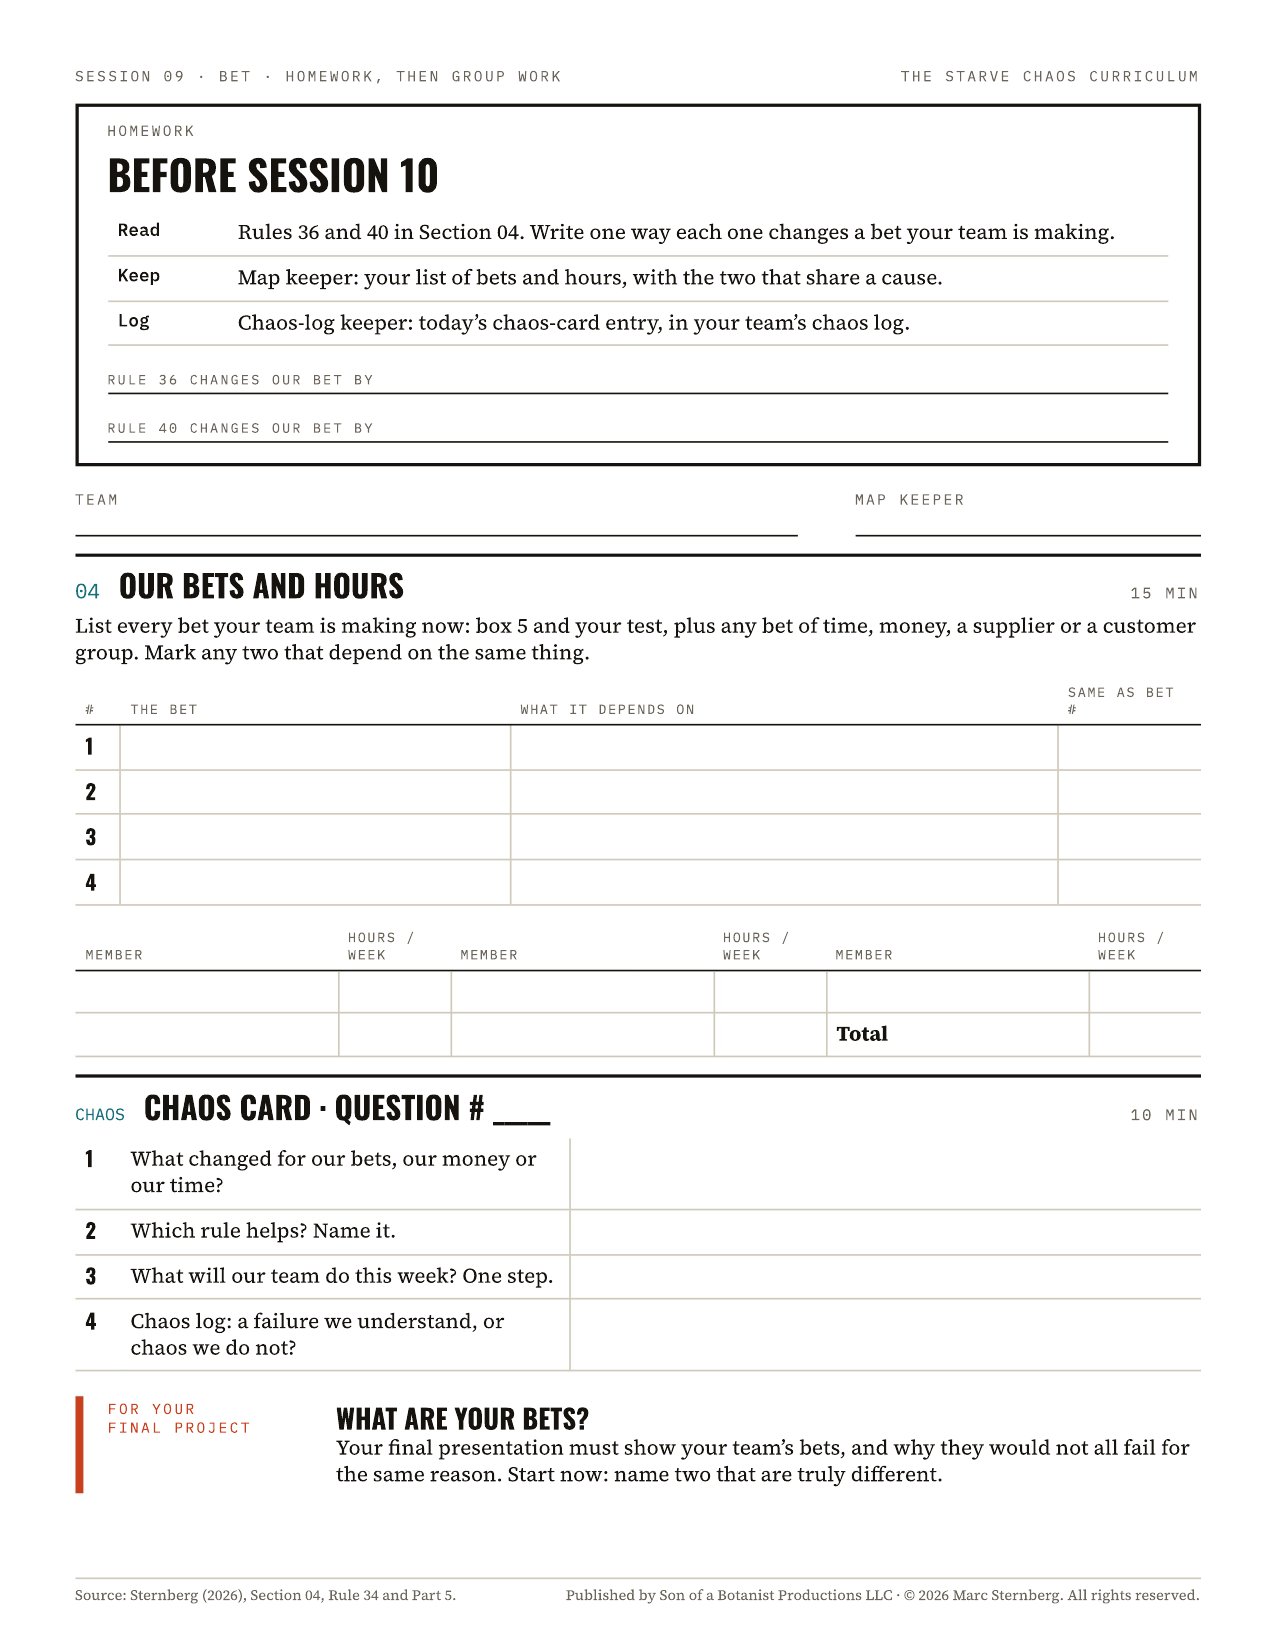 SESSION 09 · BET · HOMEWORK, THEN GROUP WORK
THE STARVE CHAOS CURRICULUM
HOMEWORK
BEFORE SESSION 10
Read Rules 36 and 40 in Section 04. Write one way each one changes a bet your team is making.
Keep Map keeper: your list of bets and hours, with the two that share a cause.
Log Chaos-log keeper: today’s chaos-card entry, in your team’s chaos log.
RULE 36 CHANGES OUR BET BY
RULE 40 CHANGES OUR BET BY
TEAM
MAP KEEPER
04 OUR BETS AND HOURS
15 MIN
List every bet your team is making now: box 5 and your test, plus any bet of time, money, a supplier or a customer
group. Mark any two that depend on the same thing.
# THE BET WHAT IT DEPENDS ON SAME AS BET
#
1
2
3
4
MEMBER HOURS /
WEEK MEMBER HOURS /
WEEK MEMBER HOURS /
WEEK
Total
CHAOS CHAOS CARD · QUESTION # ____
10 MIN
1 What changed for our bets, our money or
our time?
2 Which rule helps? Name it.
3 What will our team do this week? One step.
4 Chaos log: a failure we understand, or
chaos we do not?
FOR YOUR
FINAL PROJECT
WHAT ARE YOUR BETS?
Your final presentation must show your team’s bets, and why they would not all fail for
the same reason. Start now: name two that are truly different.
Source: Sternberg (2026), Section 04, Rule 34 and Part 5.
Published by Son of a Botanist Productions LLC · © 2026 Marc Sternberg. All rights reserved.